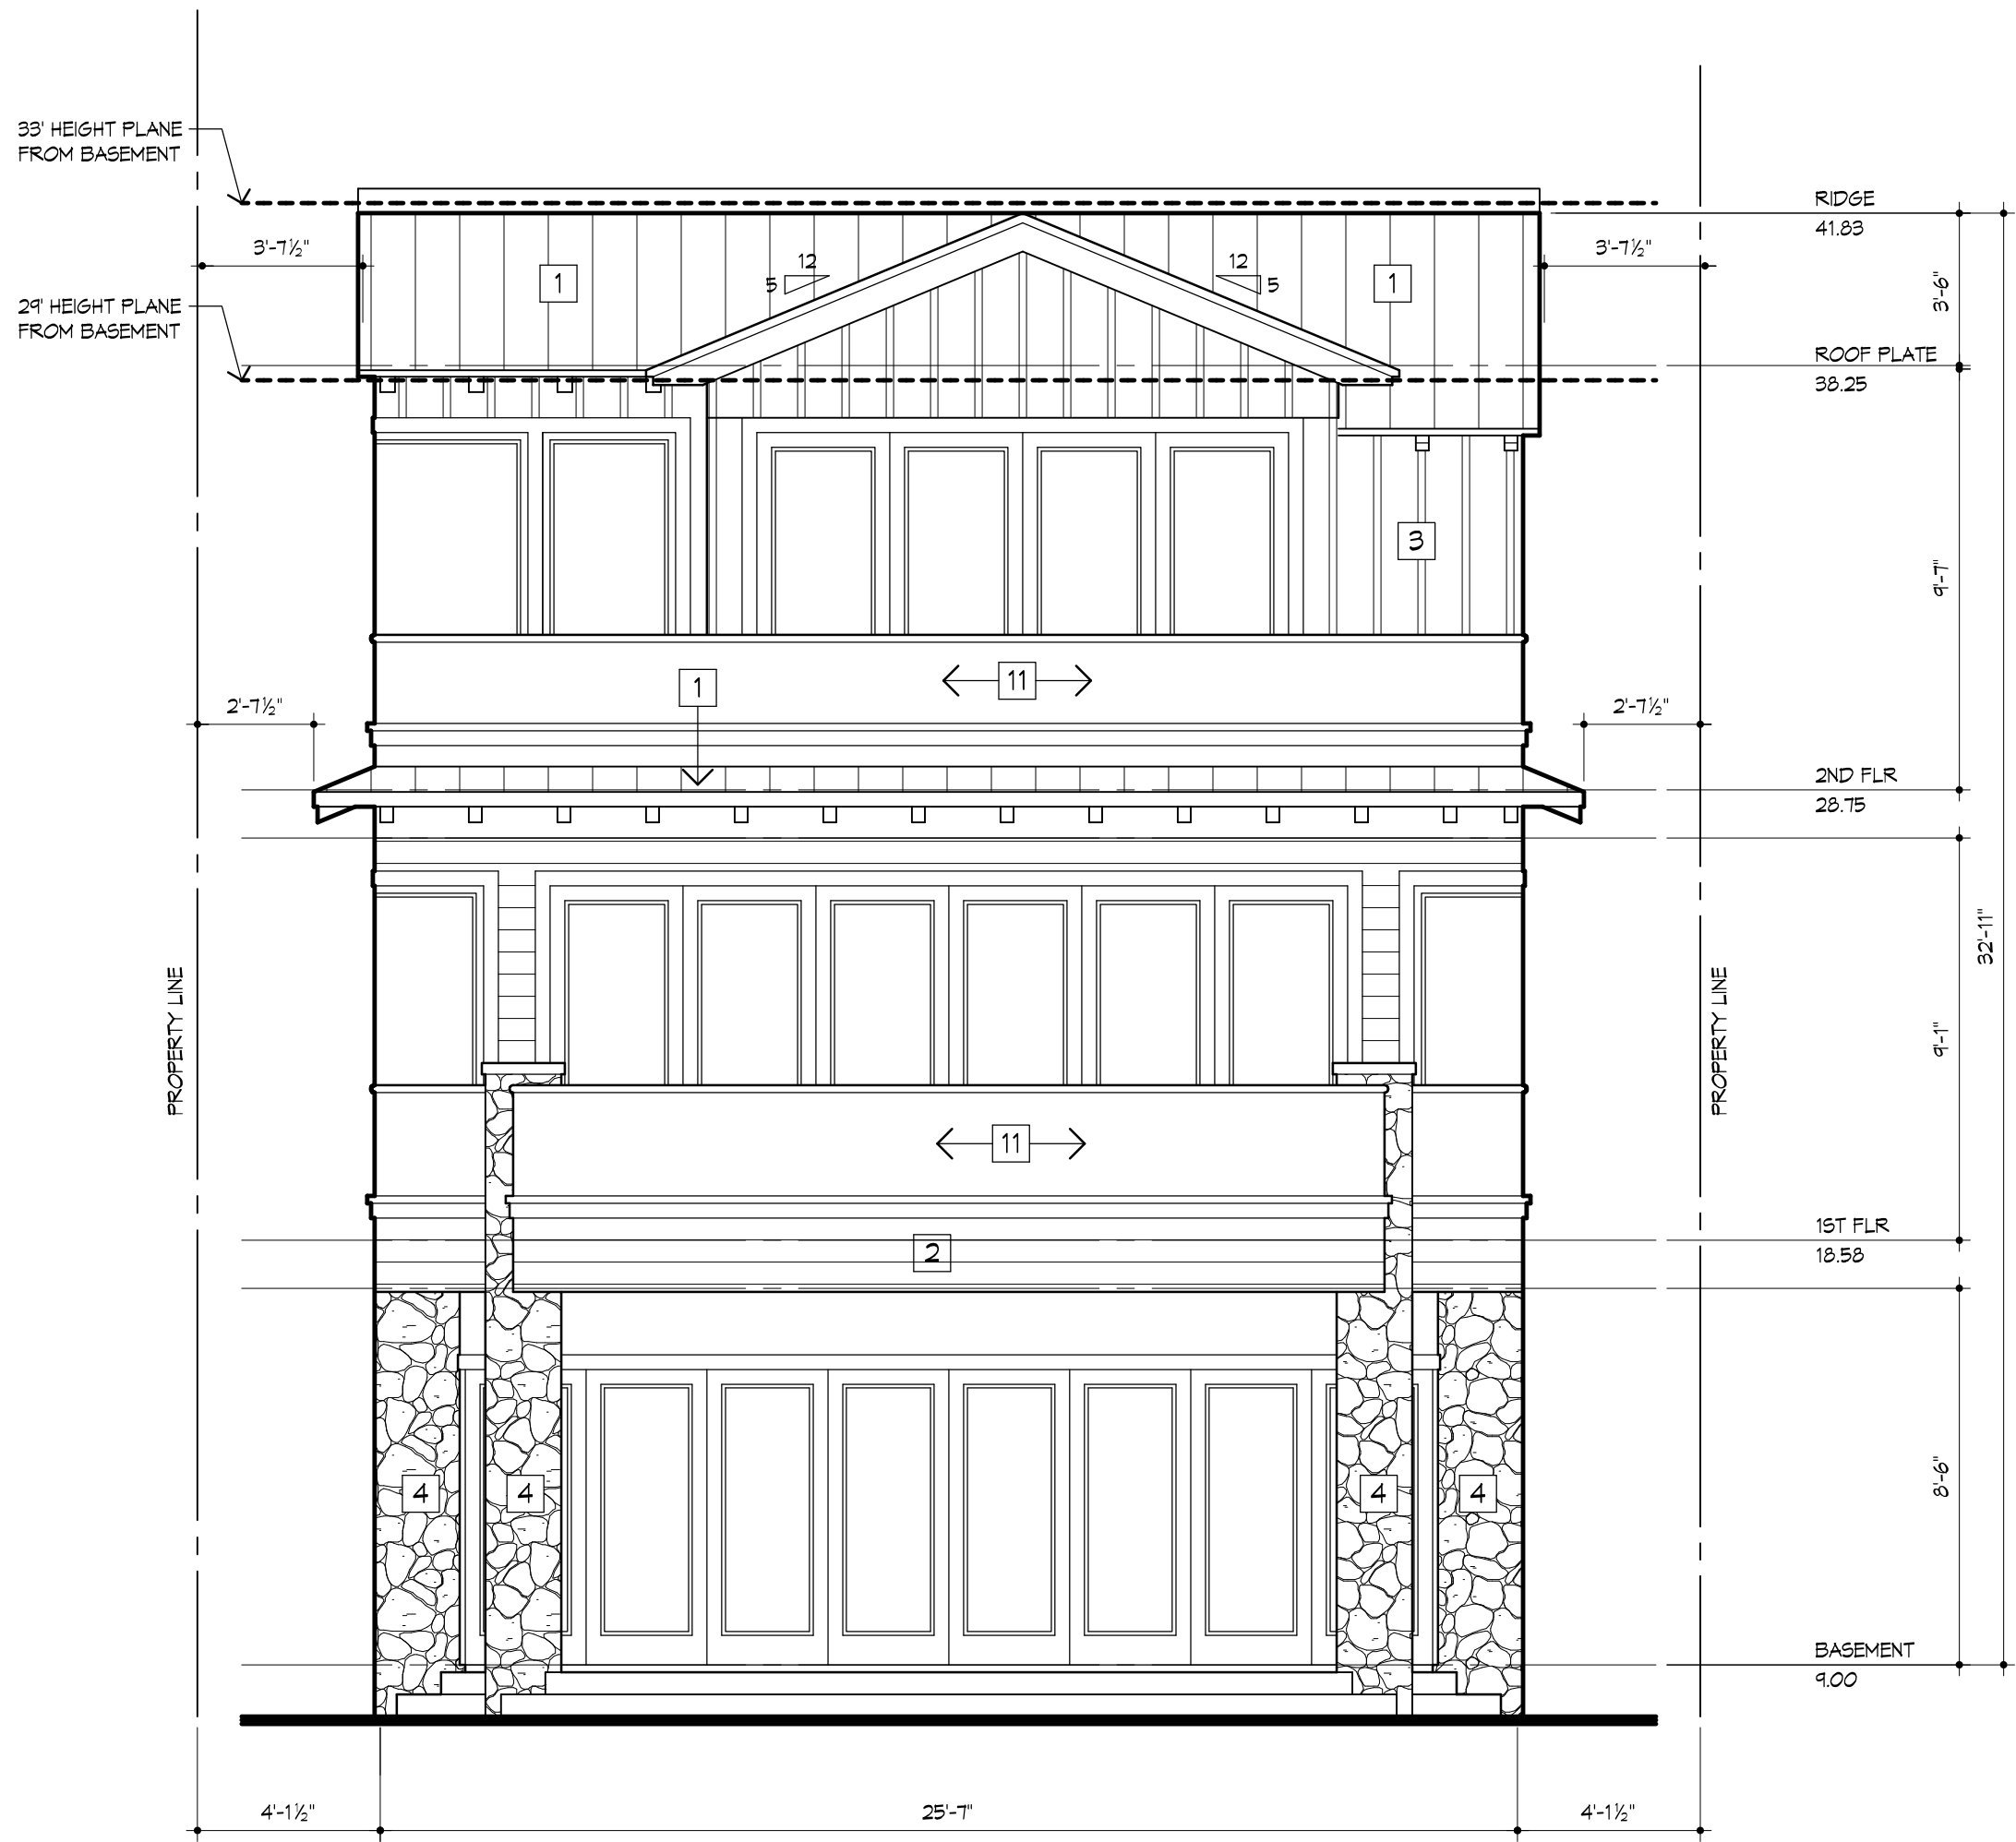 33' HEIGHT PLANE
FROM BASEMENT
RIDGE
41.83
3'-7½"
12
5
1
12
5
1
3'-7½"
3'-6"
29' HEIGHT PLANE
FROM BASEMENT
ROOF PLATE
38.25
3
9'-7"
1
11
2'-7½"
2'-7½"
2ND FLR
28.75
32'-11"
PROPERTY LINE
PROPERTY LINE
9'-1"
11
1ST FLR
18.58
2
8'-6"
4
4
4
4
BASEMENT
9.00
4'-1½"
25'-7"
4'-1½"